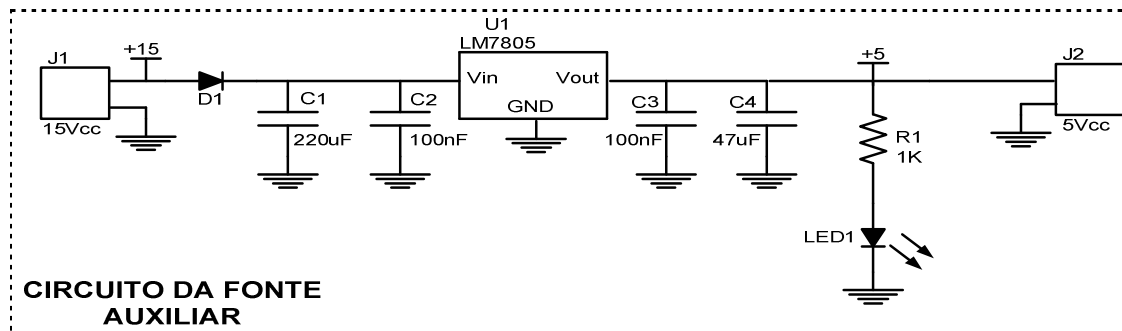 J1
+15
15Vcc
D1
C1
220uF
C2
100nF
U1
LM7805
Vin
Vout
GND
C3
100nF
C4
47uF
+5
R1
1K
LED1
J2
5Vcc
CIRCUITO DA FONTE
AUXILIAR